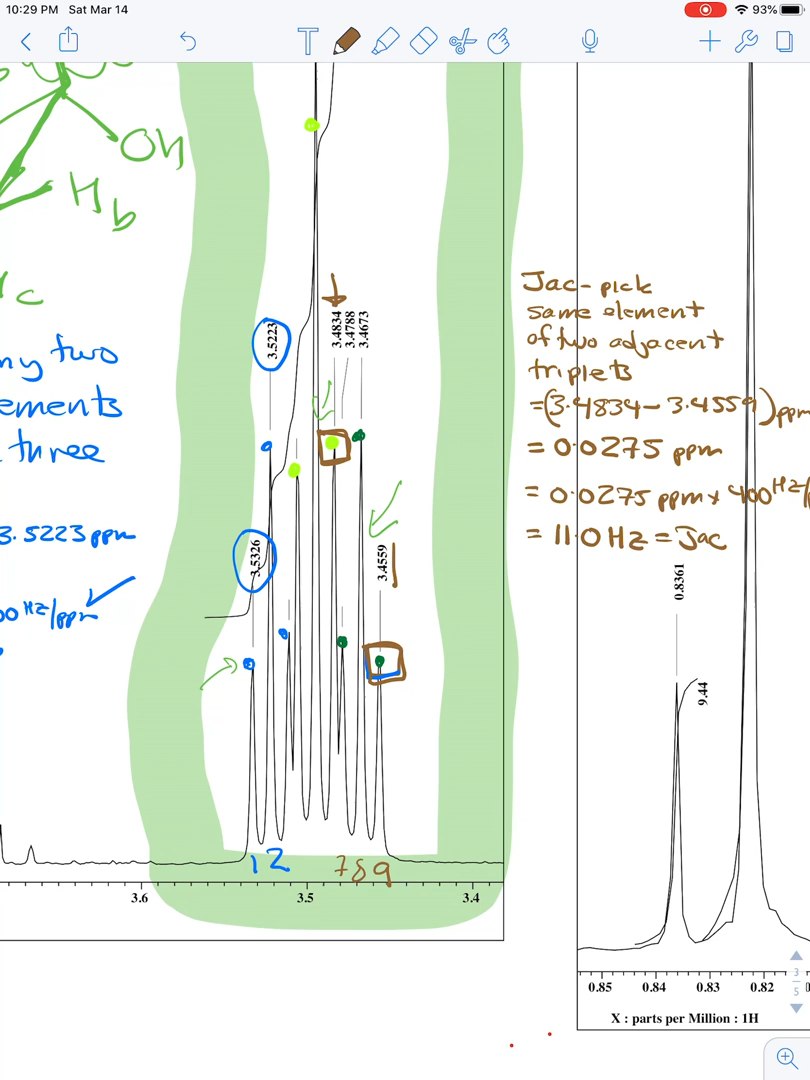 10:29 PM Sat Mar 14
93%
T
OH
Hb
c
3.5223
3.4834
3.4788
3.4673
3.5326
3.4559
two
ements
three
3.5223 ppm
Hz/ppm
Jac - pick
same element
of two adjacent
triplets
=(3.4834-3.4559)ppm
= 0.0275 ppm
= 0.0275 ppm x 400 Hz/
= 11.0 Hz = Jac
0.8361
9.44
1 2
7 8 9
3.6
3.5
3.4
0.85
0.84
0.83
0.82
X : parts per Million : 1H
3
5